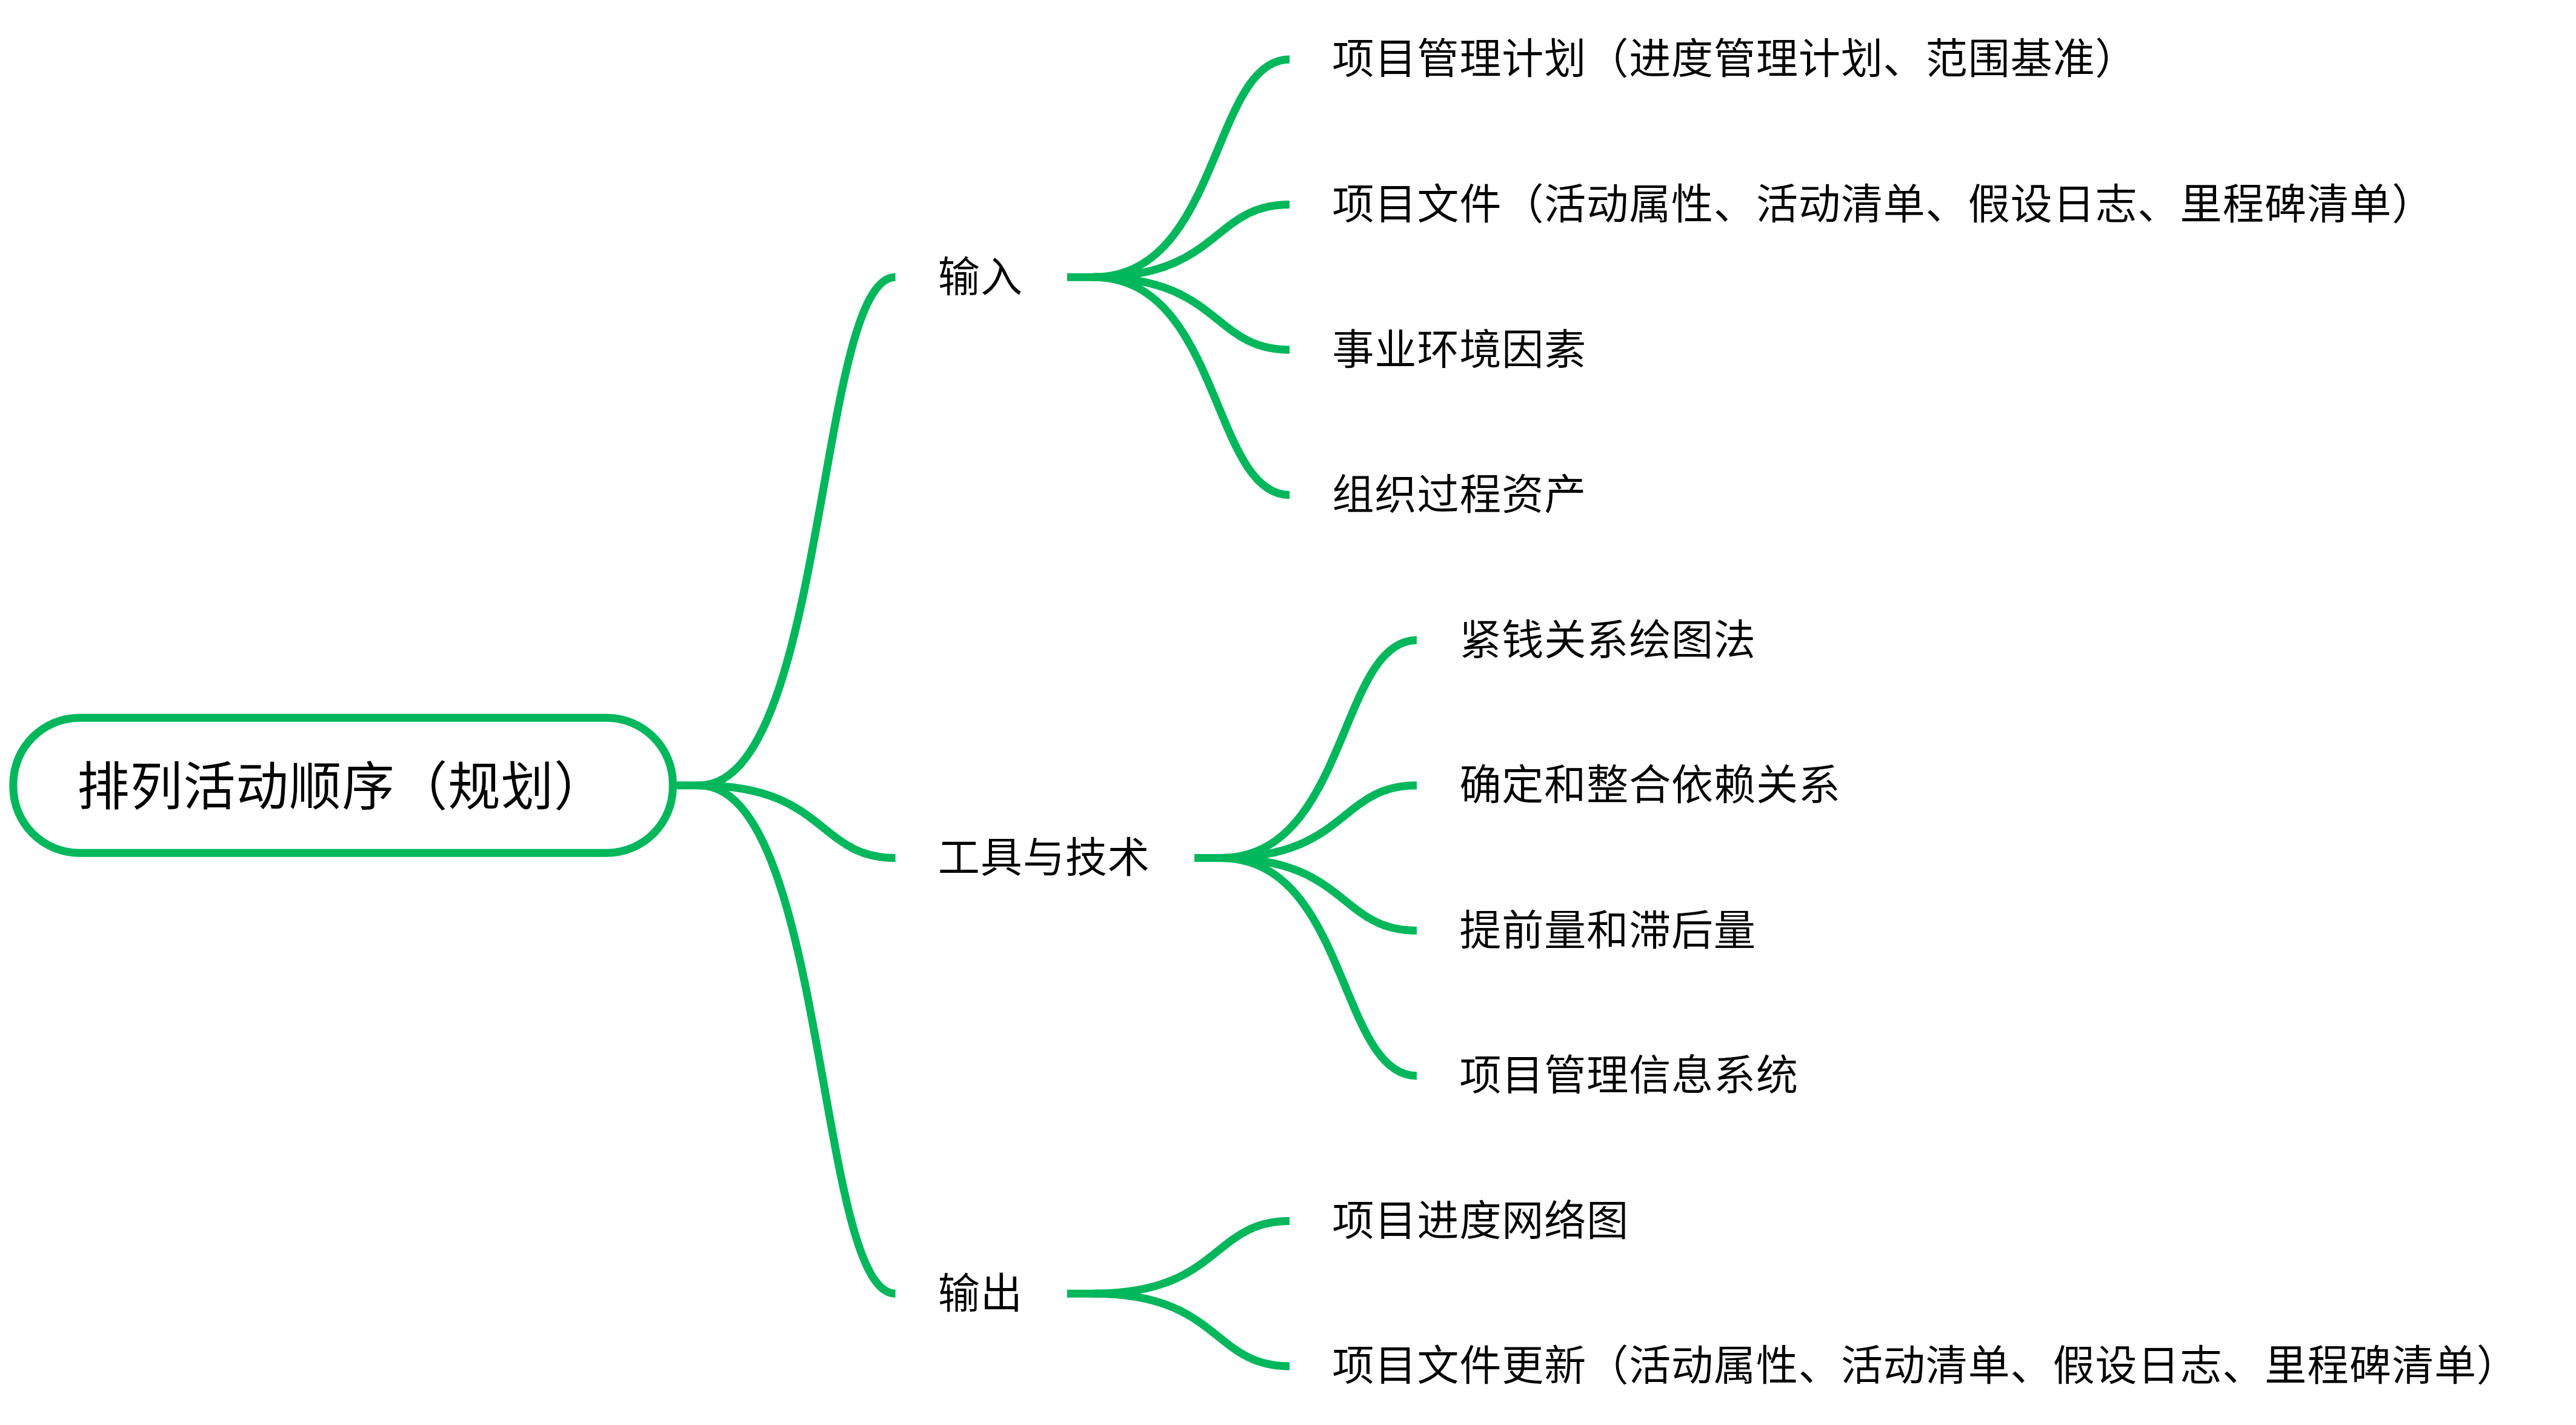 项目管理计划（进度管理计划、范围基准）
项目文件（活动属性、活动清单、假设日志、里程碑清单）
输入
事业环境因素
组织过程资产
紧钱关系绘图法
排列活动顺序（规划）
确定和整合依赖关系
工具与技术
提前量和滞后量
项目管理信息系统
项目进度网络图
输出
项目文件更新（活动属性、活动清单、假设日志、里程碑清单）